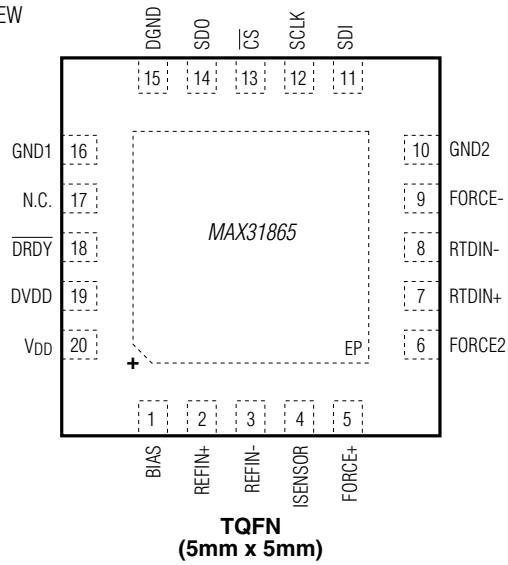 EW
DGND
SDO
CS
SCLK
SDI
15
14
13
12
11
GND1 16
10 GND2
N.C. 17
9 FORCE-
DRDY 18
MAX31865
8 RTDIN-
DVDD 19
7 RTDIN+
VDD 20
6 FORCE2
+
EP
1
2
3
4
5
BIAS
REFIN+
REFIN-
ISENSOR
FORCE+
TQFN
(5mm x 5mm)